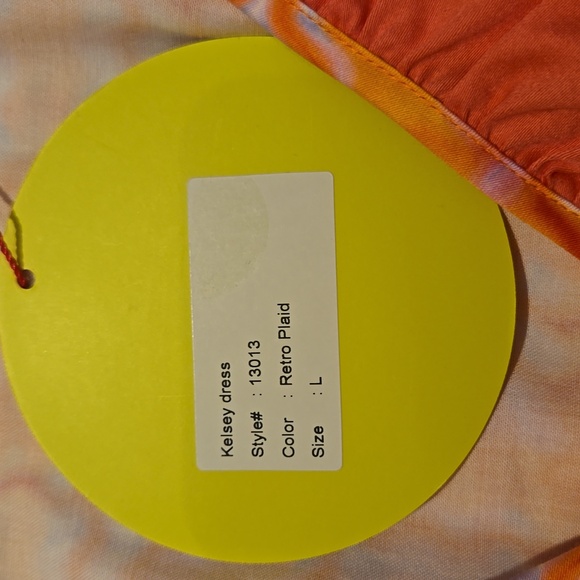 Kelsey dress
Style# : 13013
Color : Retro Plaid
Size : L